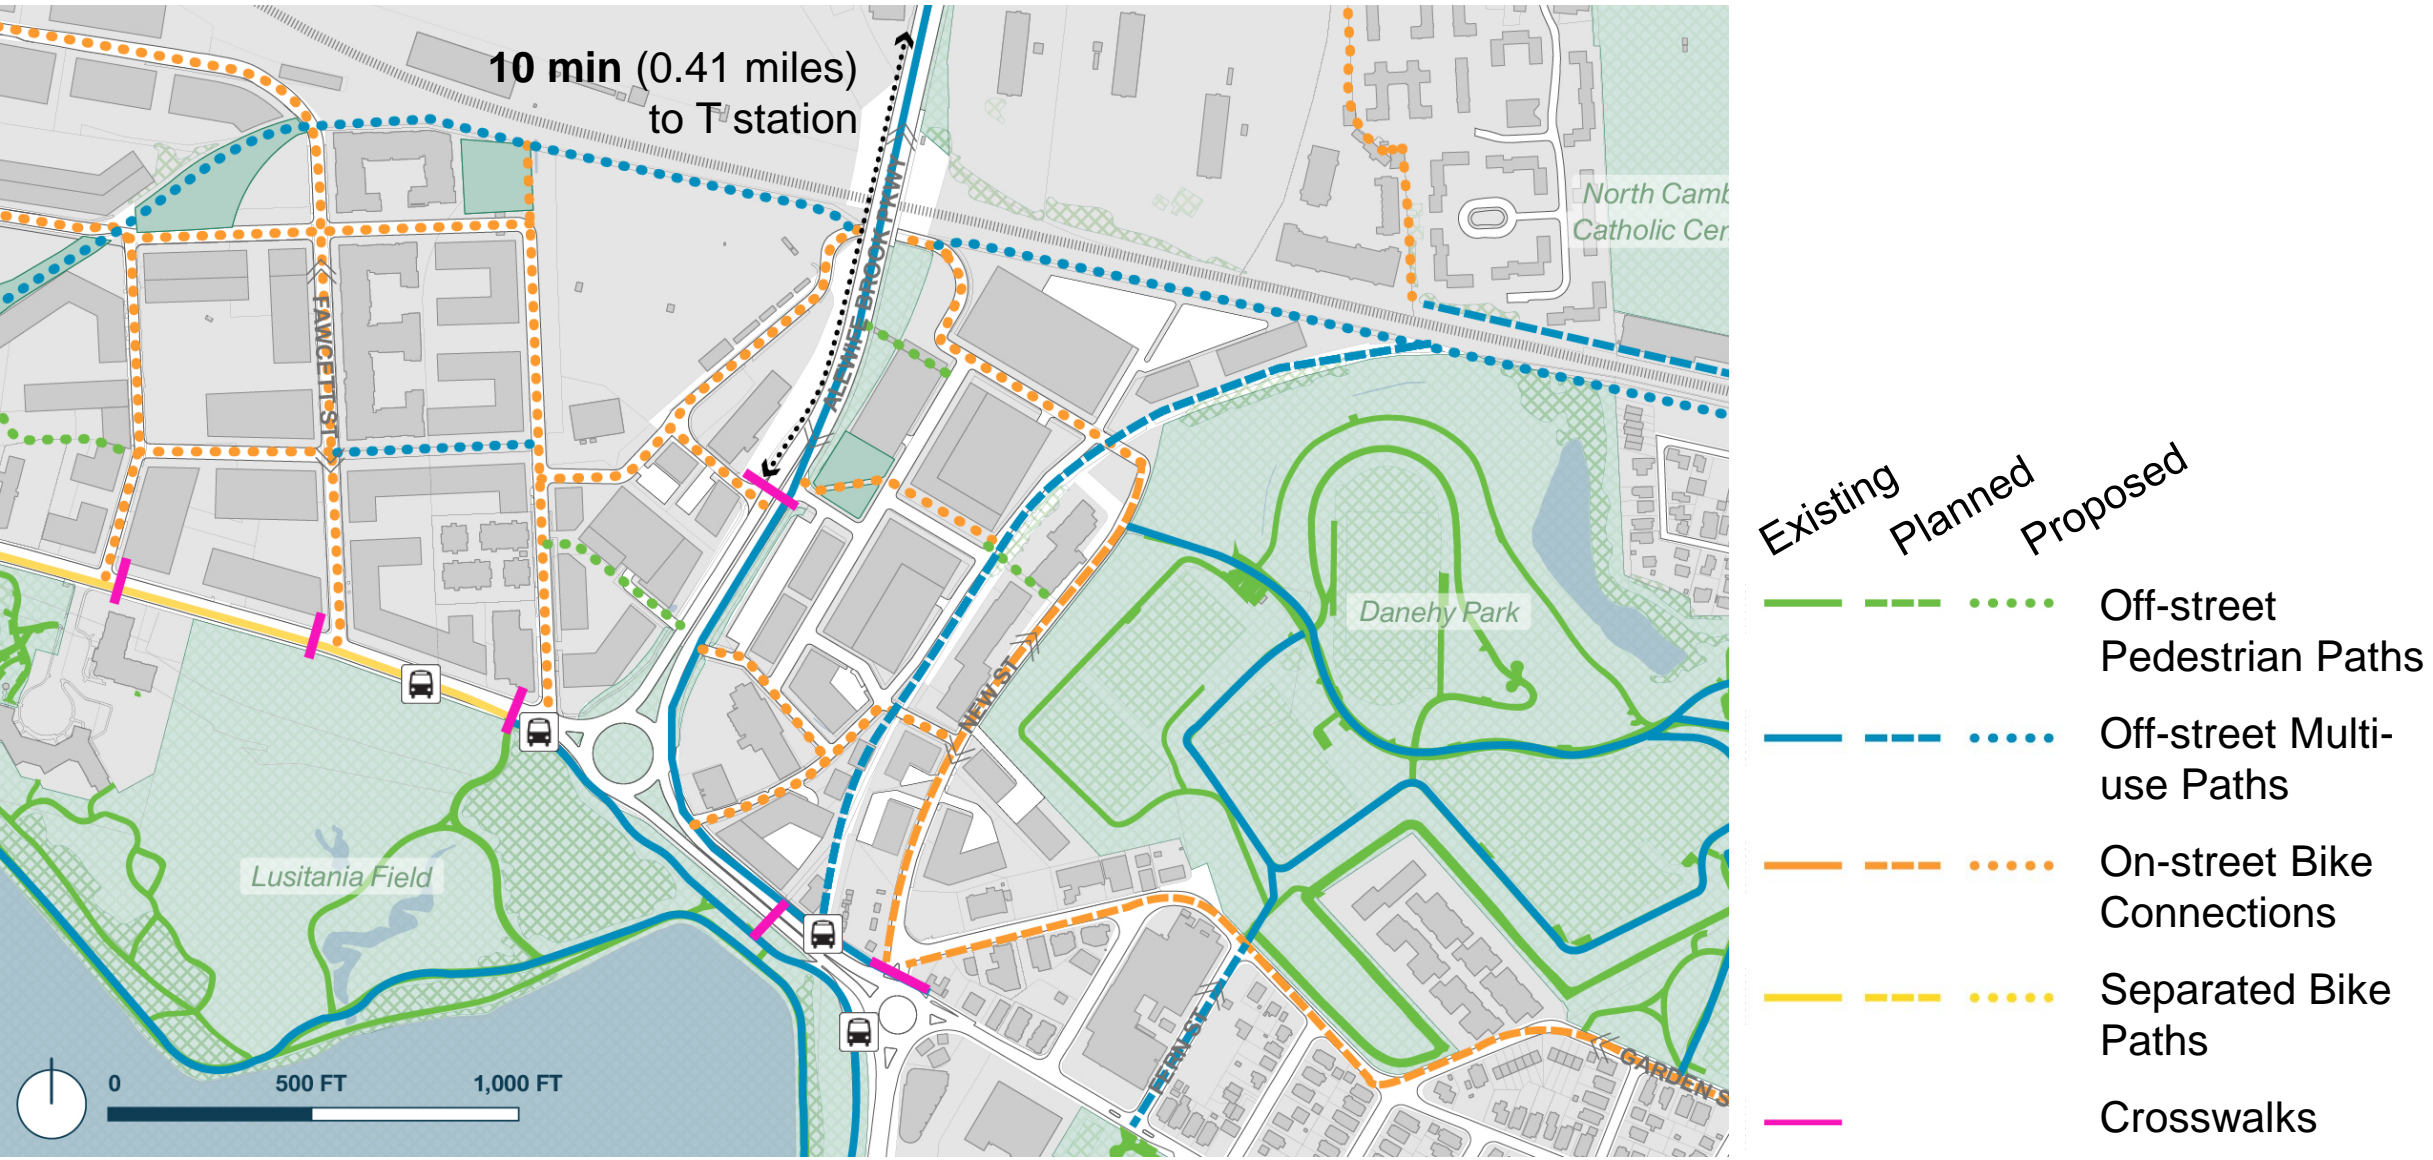 10 min (0.41 miles)
to T station
ALEWIFE BROOK PKWY
FAWCETT ST
North Camb
Catholic Cen
Danehy Park
NEW ST
Lusitania Field
FERN ST
GARDEN S
0 500 FT 1,000 FT
Existing Planned Proposed
Off-street
Pedestrian Paths
Off-street Multi-
use Paths
On-street Bike
Connections
Separated Bike
Paths
Crosswalks